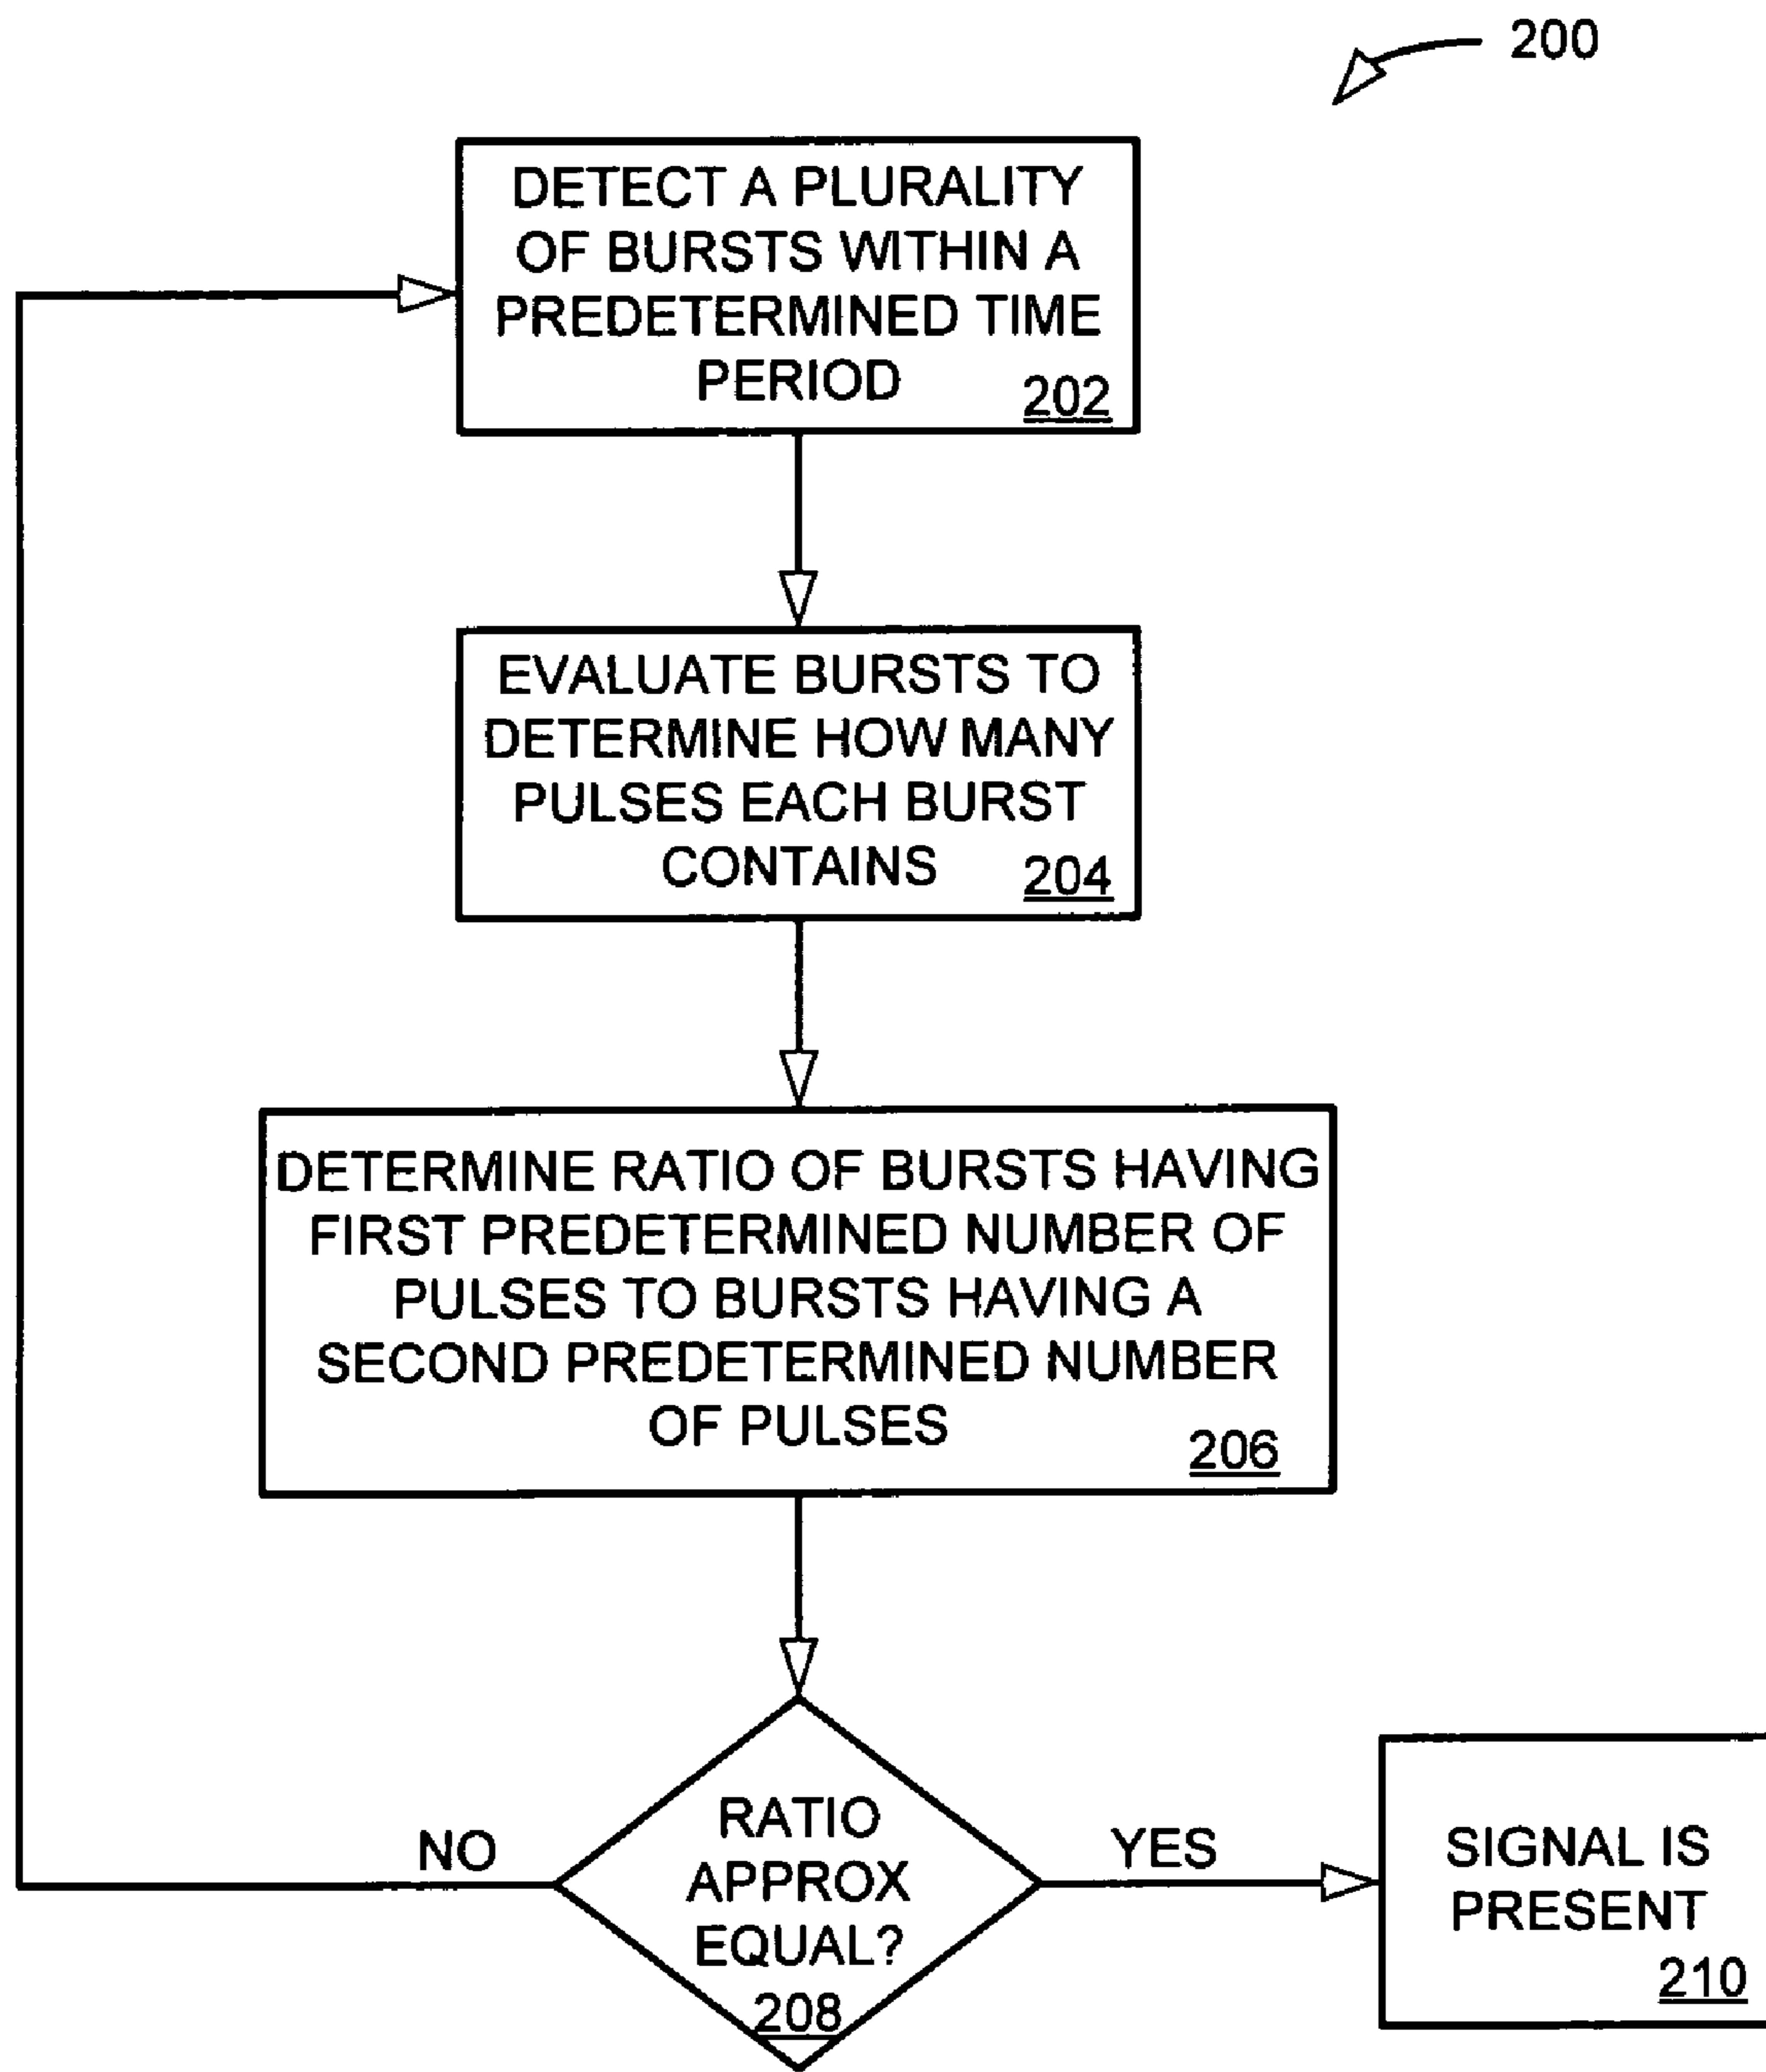 200
DETECT A PLURALITY
OF BURSTS WITHIN A
PREDETERMINED TIME
PERIOD
202
EVALUATE BURSTS TO
DETERMINE HOW MANY
PULSES EACH BURST
CONTAINS
204
DETERMINE RATIO OF BURSTS HAVING
FIRST PREDETERMINED NUMBER OF
PULSES TO BURSTS HAVING A
SECOND PREDETERMINED NUMBER
OF PULSES
206
RATIO
APPROX
EQUAL?
208
NO
YES
SIGNAL IS
PRESENT
210